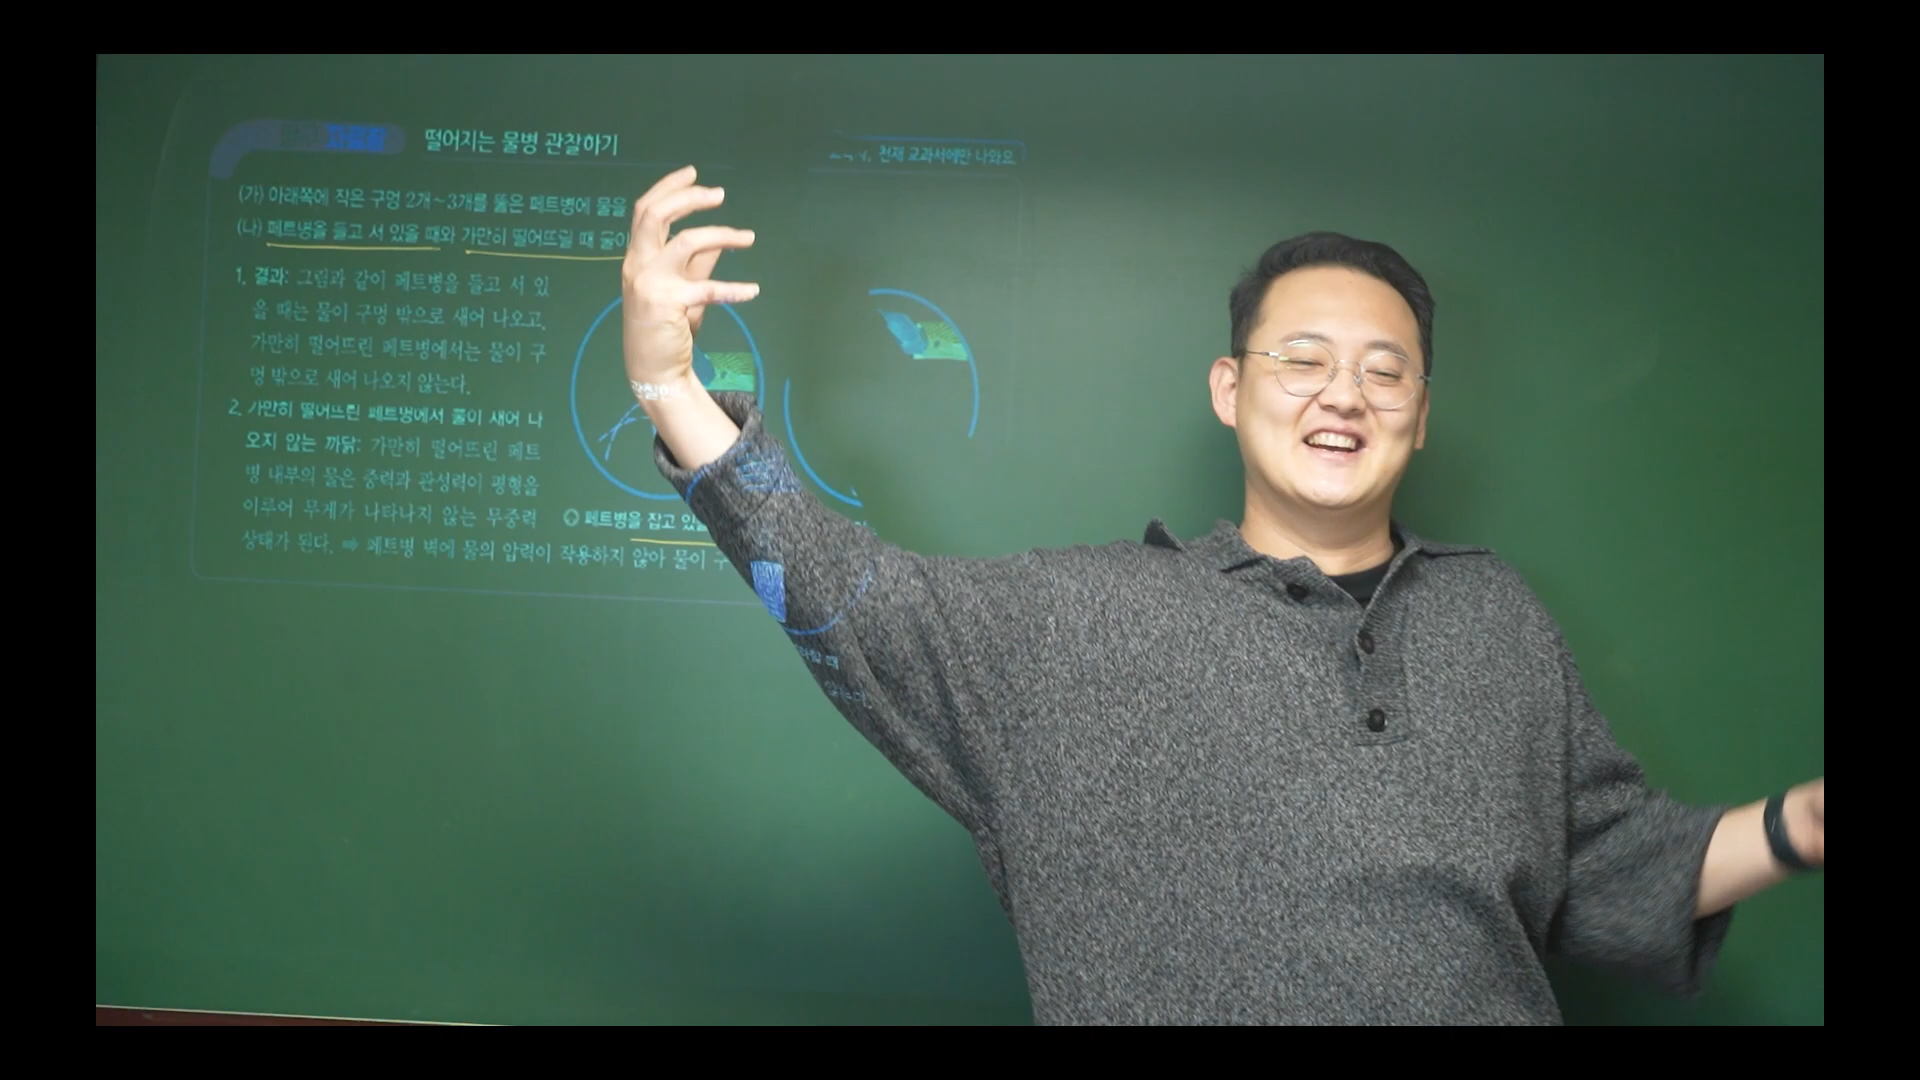 떨어지는 물병 관찰하기
천재 교과서에만 나와요
(가) 아래쪽에 작은 구멍 2개~3개를 뚫은 페트병에 물을
(나) 페트병을 들고 서 있을 때와 가만히 떨어뜨릴 때 물이
1. 결과: 그림과 같이 페트병을 들고 서 있
을 때는 물이 구멍 밖으로 새어 나오고,
가만히 떨어뜨린 페트병에서는 물이 구
멍 밖으로 새어 나오지 않는다.
2. 가만히 떨어뜨린 페트병에서 물이 새어 나
오지 않는 까닭: 가만히 떨어뜨린 페트
병 내부의 물은 중력과 관성력이 평형을
이루어 무게가 나타나지 않는 무중력
상태가 된다. ➡ 페트병 벽에 물의 압력이 작용하지 않아 물이 구
페트병을 잡고 있을